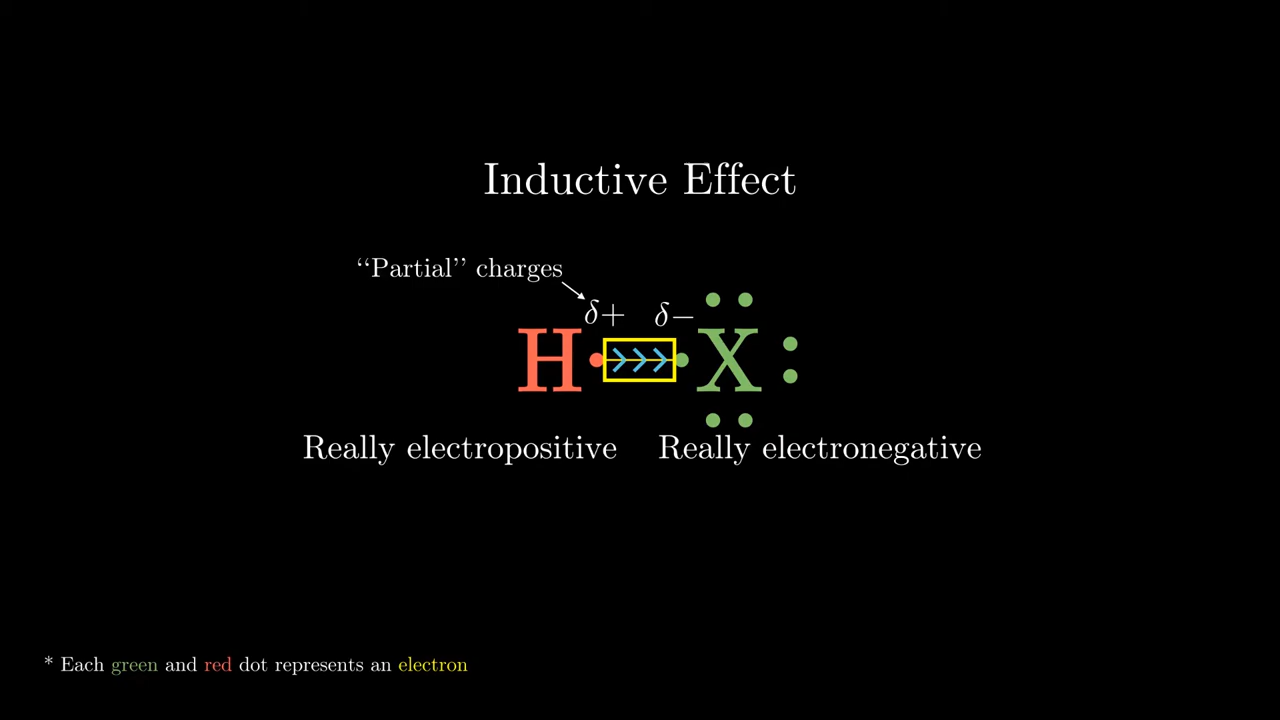 Inductive Effect
“Partial” charges
δ+ δ−
H X
Really electropositive Really electronegative
* Each green and red dot represents an electron